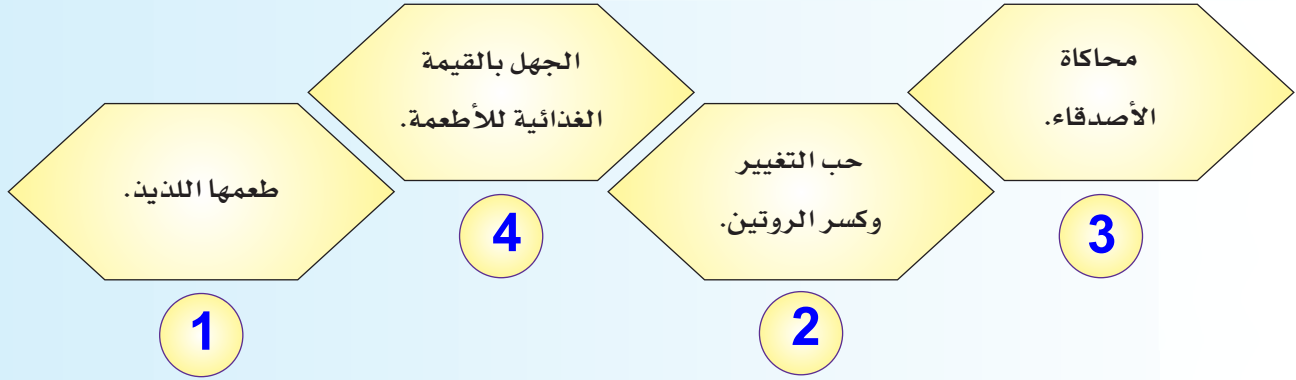 محاكاة
الأصدقاء.
3
حب التغيير
وكسر الروتين.
2
الجهل بالقيمة
الغذائية للأطعمة.
4
طعمها اللذيذ.
1